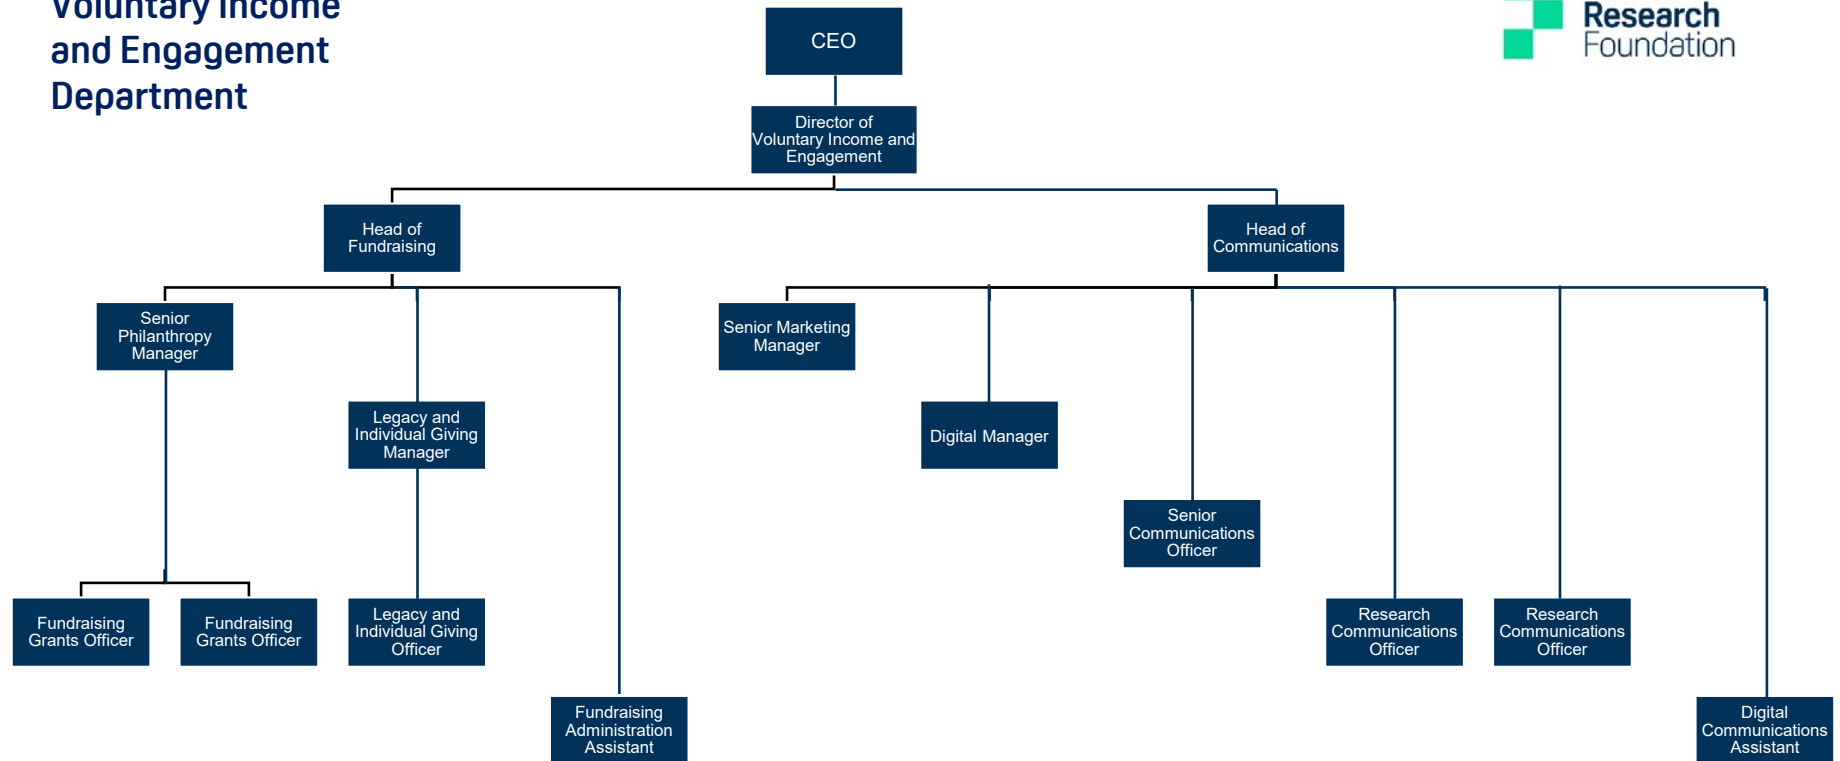 Voluntary Income
and Engagement
Department
Research
Foundation
CEO
Director of
Voluntary Income and
Engagement
Head of
Fundraising
Head of
Communications
Senior
Philanthropy
Manager
Senior Marketing
Manager
Legacy and
Individual Giving
Manager
Digital Manager
Senior
Communications
Officer
Fundraising
Grants Officer
Fundraising
Grants Officer
Legacy and
Individual Giving
Officer
Research
Communications
Officer
Research
Communications
Officer
Fundraising
Administration
Assistant
Digital
Communications
Assistant